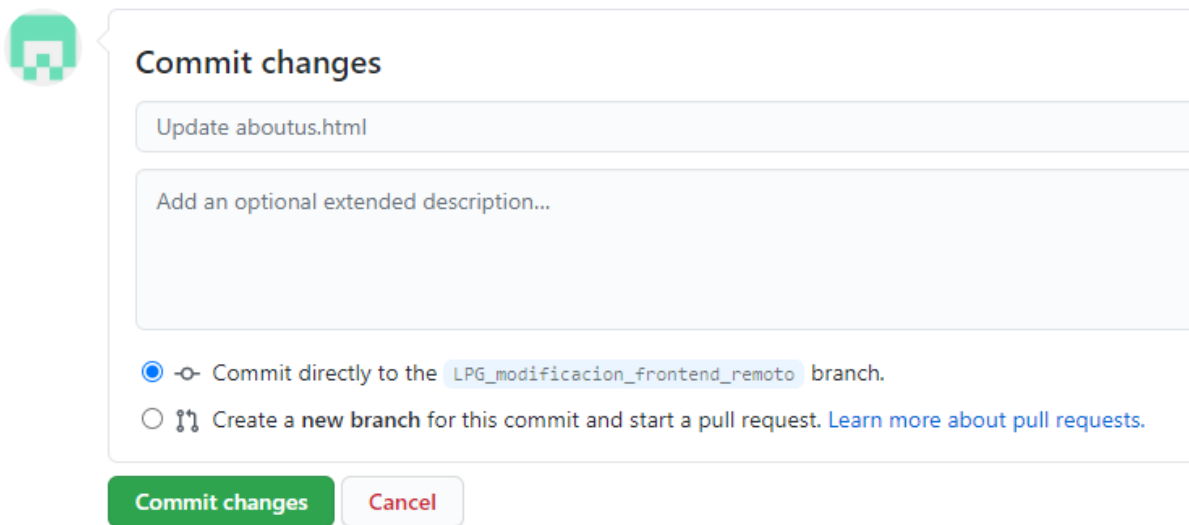 Commit changes
Update aboutus.html
Add an optional extended description...
Commit directly to the LPG_modificacion_frontend_remoto branch.
Create a new branch for this commit and start a pull request. Learn more about pull requests.
Commit changes Cancel